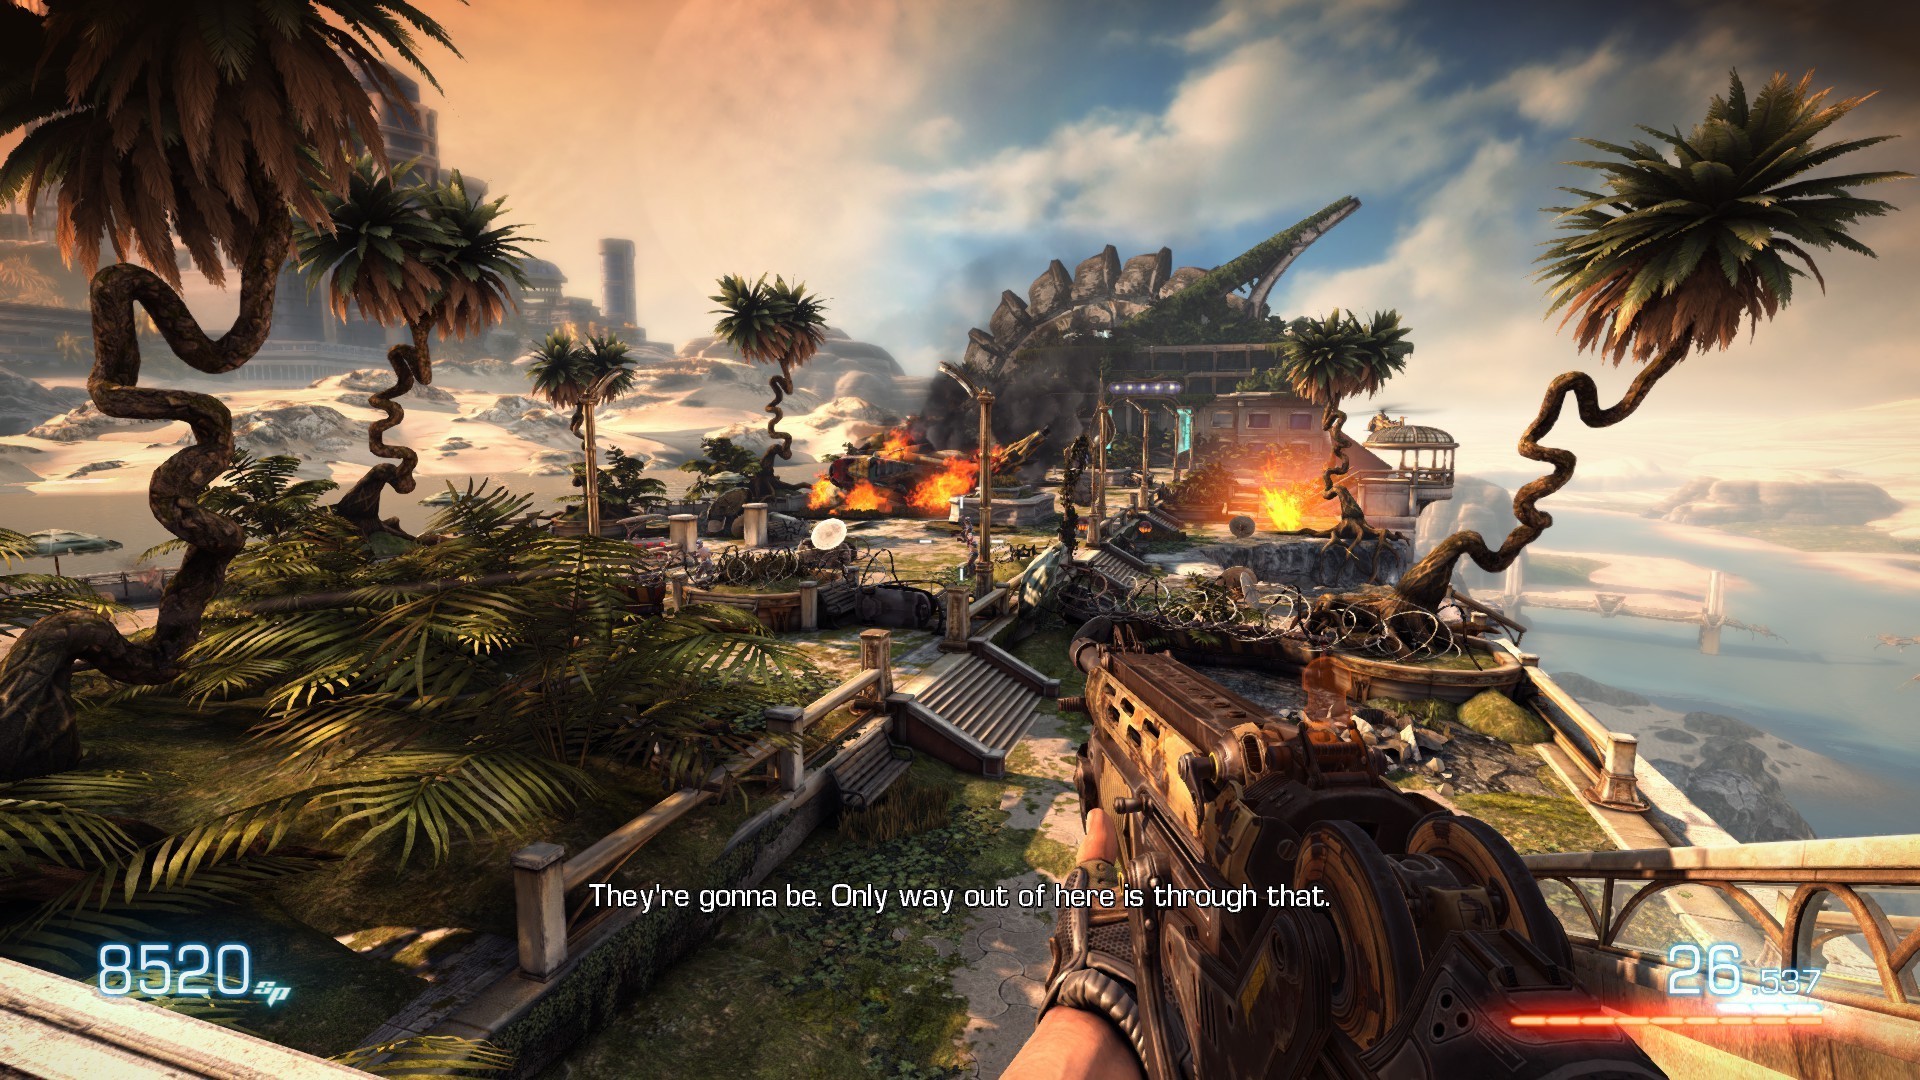 They're gonna be. Only way out of here is through that.
8520 SP
26 .537